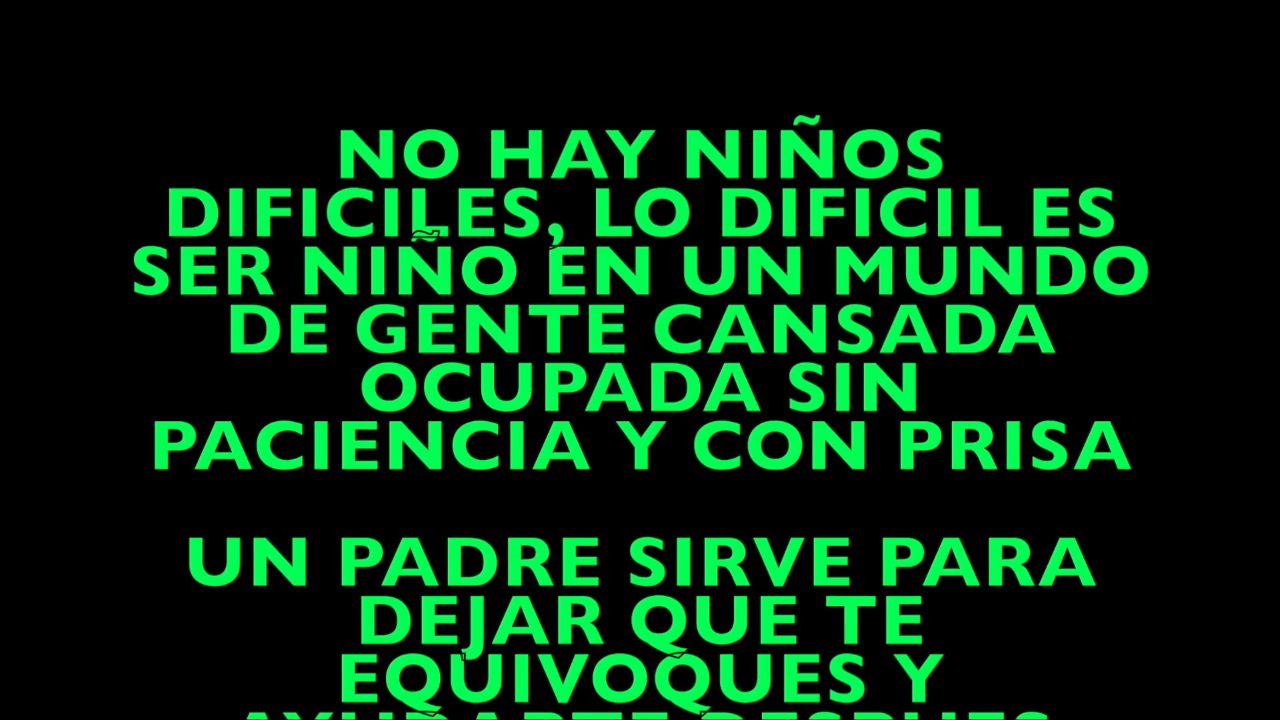 NO HAY NIÑOS
DIFICILES, LO DIFICIL ES
SER NIÑO EN UN MUNDO
DE GENTE CANSADA
OCUPADA SIN
PACIENCIA Y CON PRISA
UN PADRE SIRVE PARA
DEJAR QUE TE
EQUIVOQUES Y